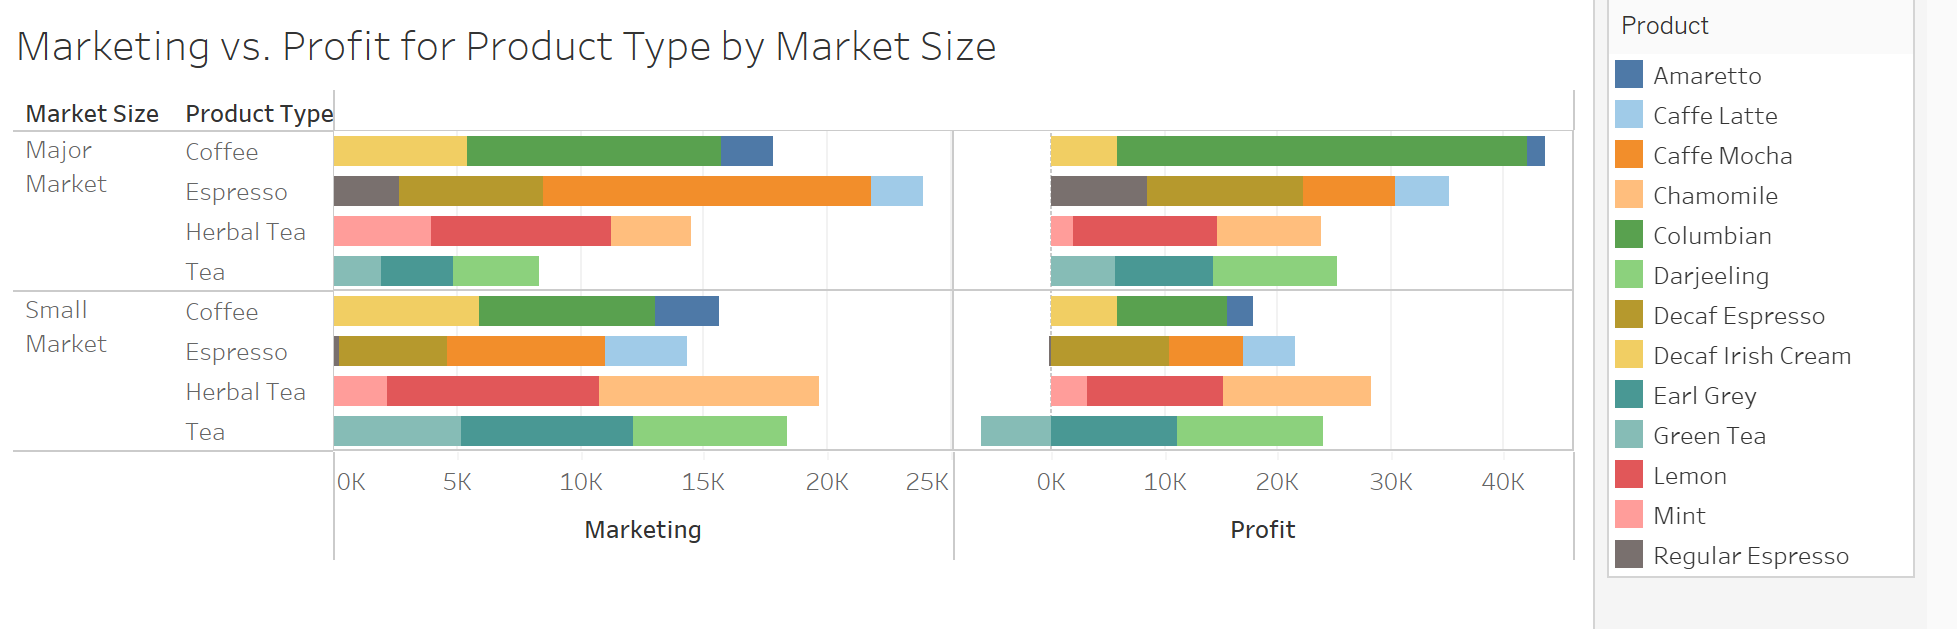 Marketing vs. Profit for Product Type by Market Size
Market Size Product Type
Major Market
Coffee
Espresso
Herbal Tea
Tea
Small Market
Coffee
Espresso
Herbal Tea
Tea
0K 5K 10K 15K 20K 25K
Marketing
0K 10K 20K 30K 40K
Profit
Product
Amaretto
Caffe Latte
Caffe Mocha
Chamomile
Columbian
Darjeeling
Decaf Espresso
Decaf Irish Cream
Earl Grey
Green Tea
Lemon
Mint
Regular Espresso